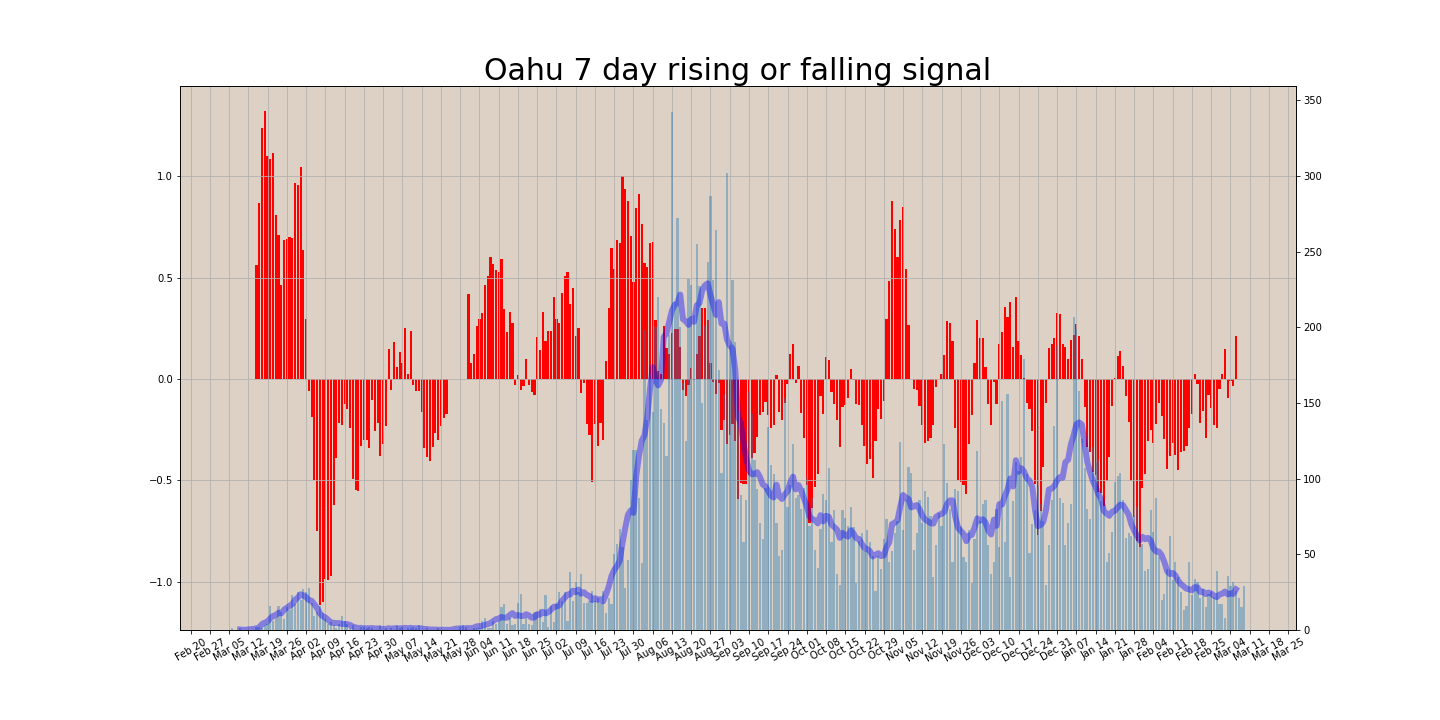 Oahu 7 day rising or falling signal
1.0
0.5
0.0
−0.5
−1.0
350
300
250
200
150
100
50
0
Feb 20
Feb 27
Mar 05
Mar 12
Mar 19
Mar 26
Apr 02
Apr 09
Apr 16
Apr 23
Apr 30
May 07
May 14
May 21
May 28
Jun 04
Jun 11
Jun 18
Jun 25
Jul 02
Jul 09
Jul 16
Jul 23
Jul 30
Aug 06
Aug 13
Aug 20
Aug 27
Sep 03
Sep 10
Sep 17
Sep 24
Oct 01
Oct 08
Oct 15
Oct 22
Oct 29
Nov 05
Nov 12
Nov 19
Nov 26
Dec 03
Dec 10
Dec 17
Dec 24
Dec 31
Jan 07
Jan 14
Jan 21
Jan 28
Feb 04
Feb 11
Feb 18
Feb 25
Mar 04
Mar 11
Mar 18
Mar 25